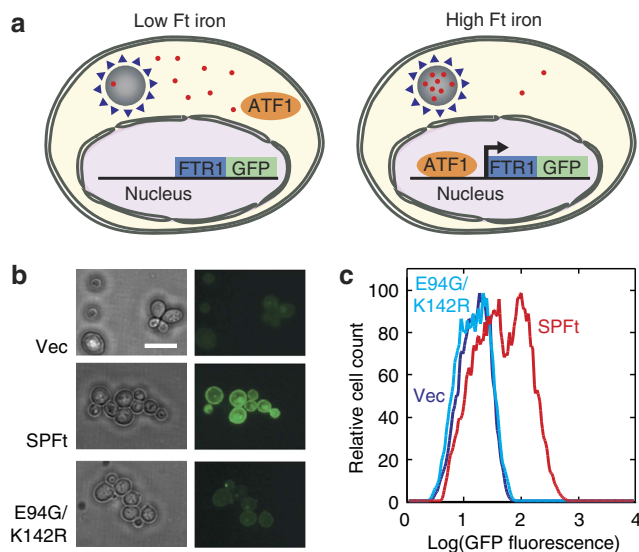 a
Low Ft iron
High Ft iron
ATF1
FTR1 GFP
Nucleus
ATF1
FTR1 GFP
Nucleus
b
Vec
SPFt
E94G/
K142R
c
E94G/
K142R
SPFt
Vec
Relative cell count
100
80
60
40
20
0
0 1 2 3 4
Log(GFP fluorescence)